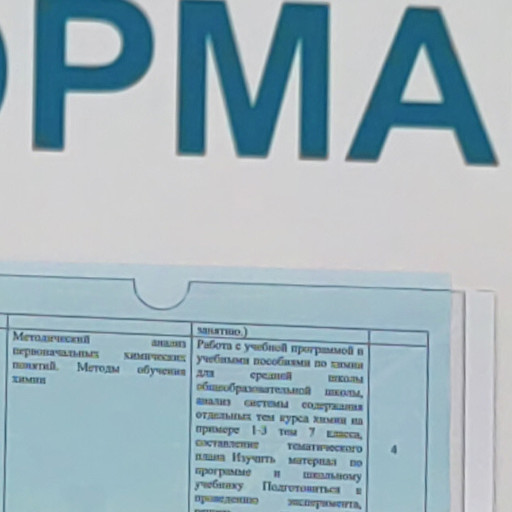 ОРМА
занятию.)
Методический анализ
первоначальных химических
понятий. Методы обучения
химии
Работа с учебной программой и
учебными пособиями по химии
для средней школы
общеобразовательной школы,
анализ системы содержания
отдельных тем курса химии на
примере 1-3 тем 7 класса,
составление тематического
плана Изучить материал по
программе и школьному
учебнику Подготовиться к
проведению эксперимента,
4